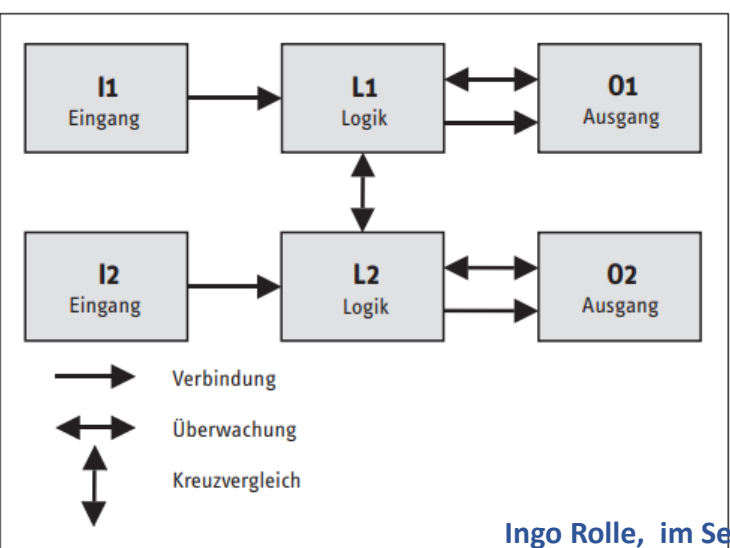 I1
Eingang
L1
Logik
O1
Ausgang
I2
Eingang
L2
Logik
O2
Ausgang
Verbindung
Überwachung
Kreuzvergleich
Ingo Rolle, im Se